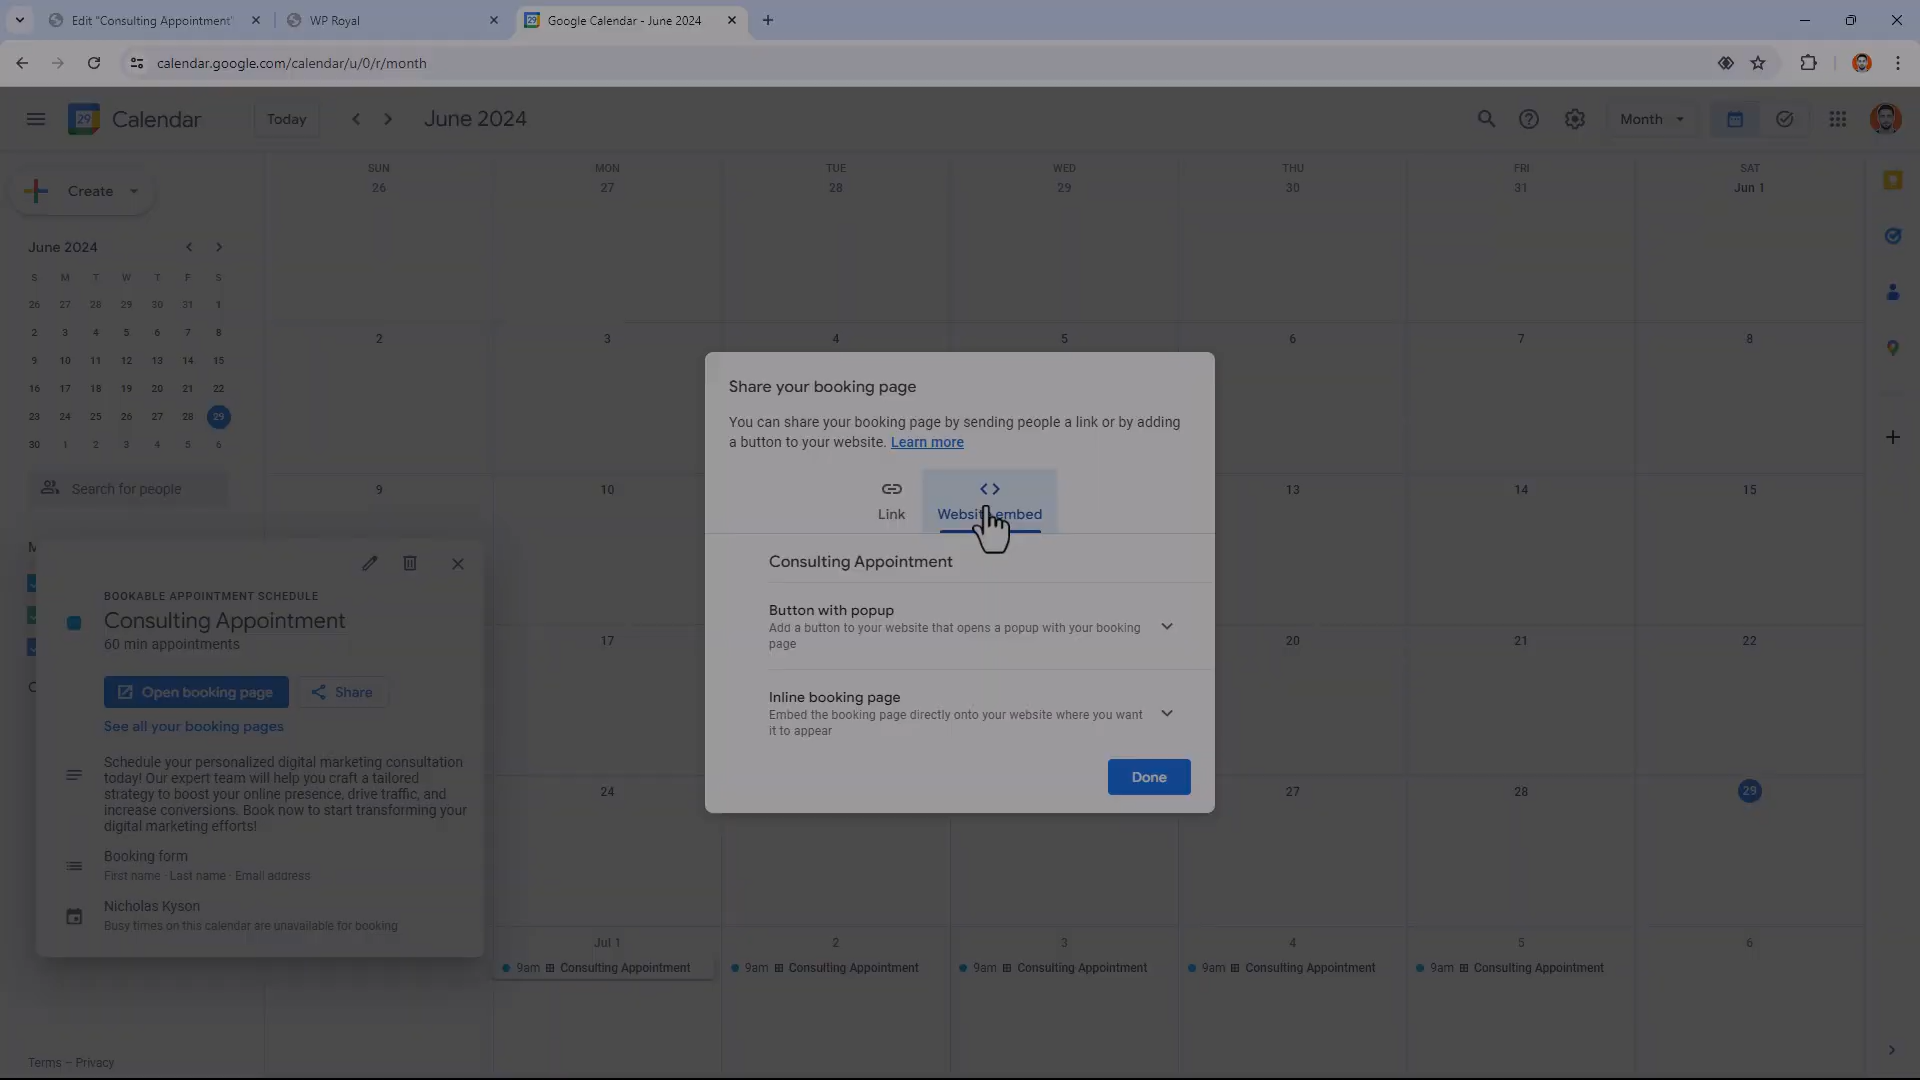 Edit "Consulting Appointment"
WP Royal
Google Calendar - June 2024
calendar.google.com/calendar/u/0/r/month
29
Calendar
Today
June 2024
Month
Create
SUN
MON
TUE
WED
THU
FRI
SAT
26
27
28
29
30
31
Jun 1
June 2024
S M T W T F S
26 27 28 29 30 31 1
2 3 4 5 6 7 8
9 10 11 12 13 14 15
16 17 18 19 20 21 22
23 24 25 26 27 28 29
30 1 2 3 4 5 6
Search for people
2
3
4
5
6
7
8
9
10
13
14
15
17
20
21
22
24
27
28
29
Share your booking page
You can share your booking page by sending people a link or by adding
a button to your website. Learn more
Link
Website embed
Consulting Appointment
Button with popup
Add a button to your website that opens a popup with your booking
page
Inline booking page
Embed the booking page directly onto your website where you want
it to appear
Done
BOOKABLE APPOINTMENT SCHEDULE
Consulting Appointment
60 min appointments
Open booking page
Share
See all your booking pages
Schedule your personalized digital marketing consultation
today! Our expert team will help you craft a tailored
strategy to boost your online presence, drive traffic, and
increase conversions. Book now to start transforming your
digital marketing efforts!
Booking form
First name · Last name · Email address
Nicholas Kyson
Busy times on this calendar are unavailable for booking
Jul 1
2
3
4
5
6
9am Consulting Appointment
9am Consulting Appointment
9am Consulting Appointment
9am Consulting Appointment
9am Consulting Appointment
Terms – Privacy